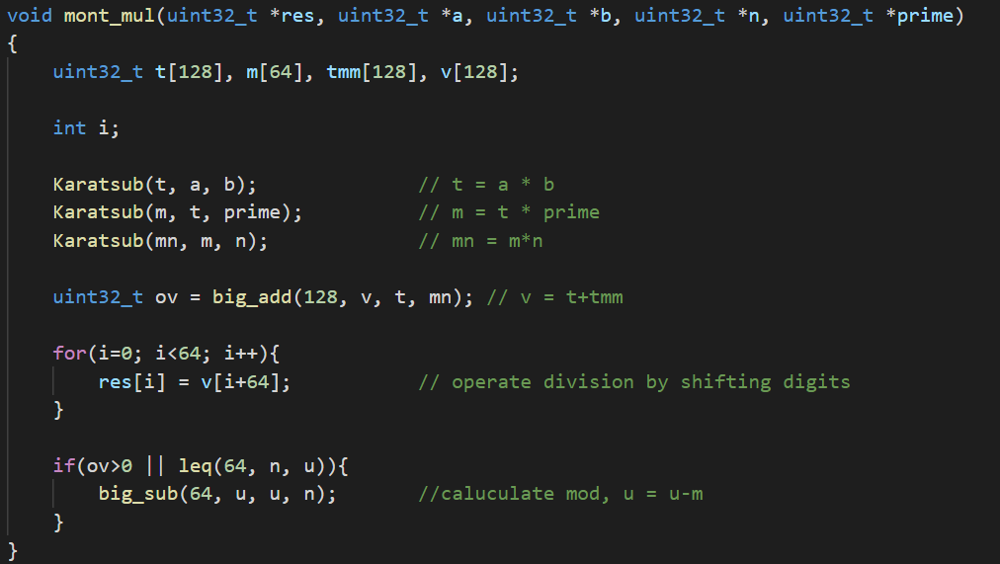 void mont_mul(uint32_t *res, uint32_t *a, uint32_t *b, uint32_t *n, uint32_t *prime)
{
    uint32_t t[128], m[64], tmm[128], v[128];
    int i;
    Karatsub(t, a, b);              // t = a * b
    Karatsub(m, t, prime);          // m = t * prime
    Karatsub(mn, m, n);             // mn = m*n
    uint32_t ov = big_add(128, v, t, mn); // v = t+tmm
    for(i=0; i<64; i++){
        res[i] = v[i+64];           // operate division by shifting digits
    }
    if(ov>0 || leq(64, n, u)){
        big_sub(64, u, u, n);       //caluculate mod, u = u-m
    }
}